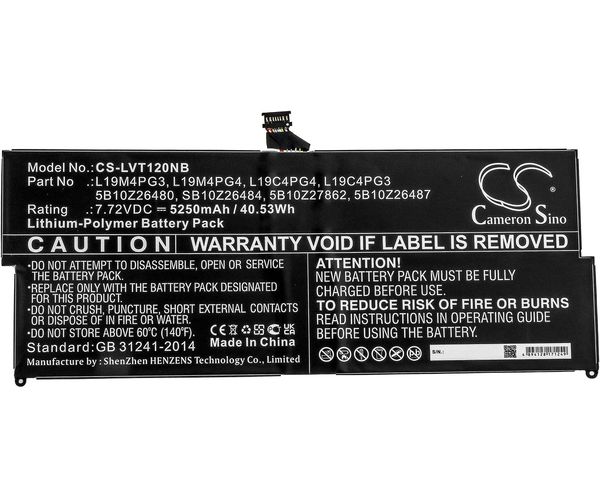 Model No.: CS-LVT120NB
Part No : L19M4PG3, L19M4PG4, L19C4PG4, L19C4PG3
5B10Z26480, SB10Z26484, 5B10Z27862, 5B10Z26487
Rating : 7.72VDC ⎓ 5250mAh / 40.53Wh
Lithium-Polymer Battery Pack
CS
Cameron Sino
CAUTION
WARRANTY VOID IF LABEL IS REMOVED
•DO NOT ATTEMPT TO DISASSEMBLE, OPEN OR SERVICE
•REPLACE ONLY WITH THE BATTERY PACK DESIGNATED
FOR THIS PRODUCT
•DO NOT CRUSH, PUNCTURE, SHORT EXTERNAL CONTACTS
OR DISPOSE OF IN FIRE OR WATER
•DO NOT STORE ABOVE 60°C (140°F).
Standard: GB 31241-2014
Manufacturer by : ShenZhen HENZENS Technology Co., Limited
CE
Made In China
ATTENTION!
NEW BATTERY PACK MUST BE FULLY
CHARGED BEFORE USE.
TO REDUCE RISK OF FIRE OR BURNS
READ INSTRUCTIONS IN OPERATING GUIDE
BEFORE USING THE BATTERY.
S/N.:
4894128171249